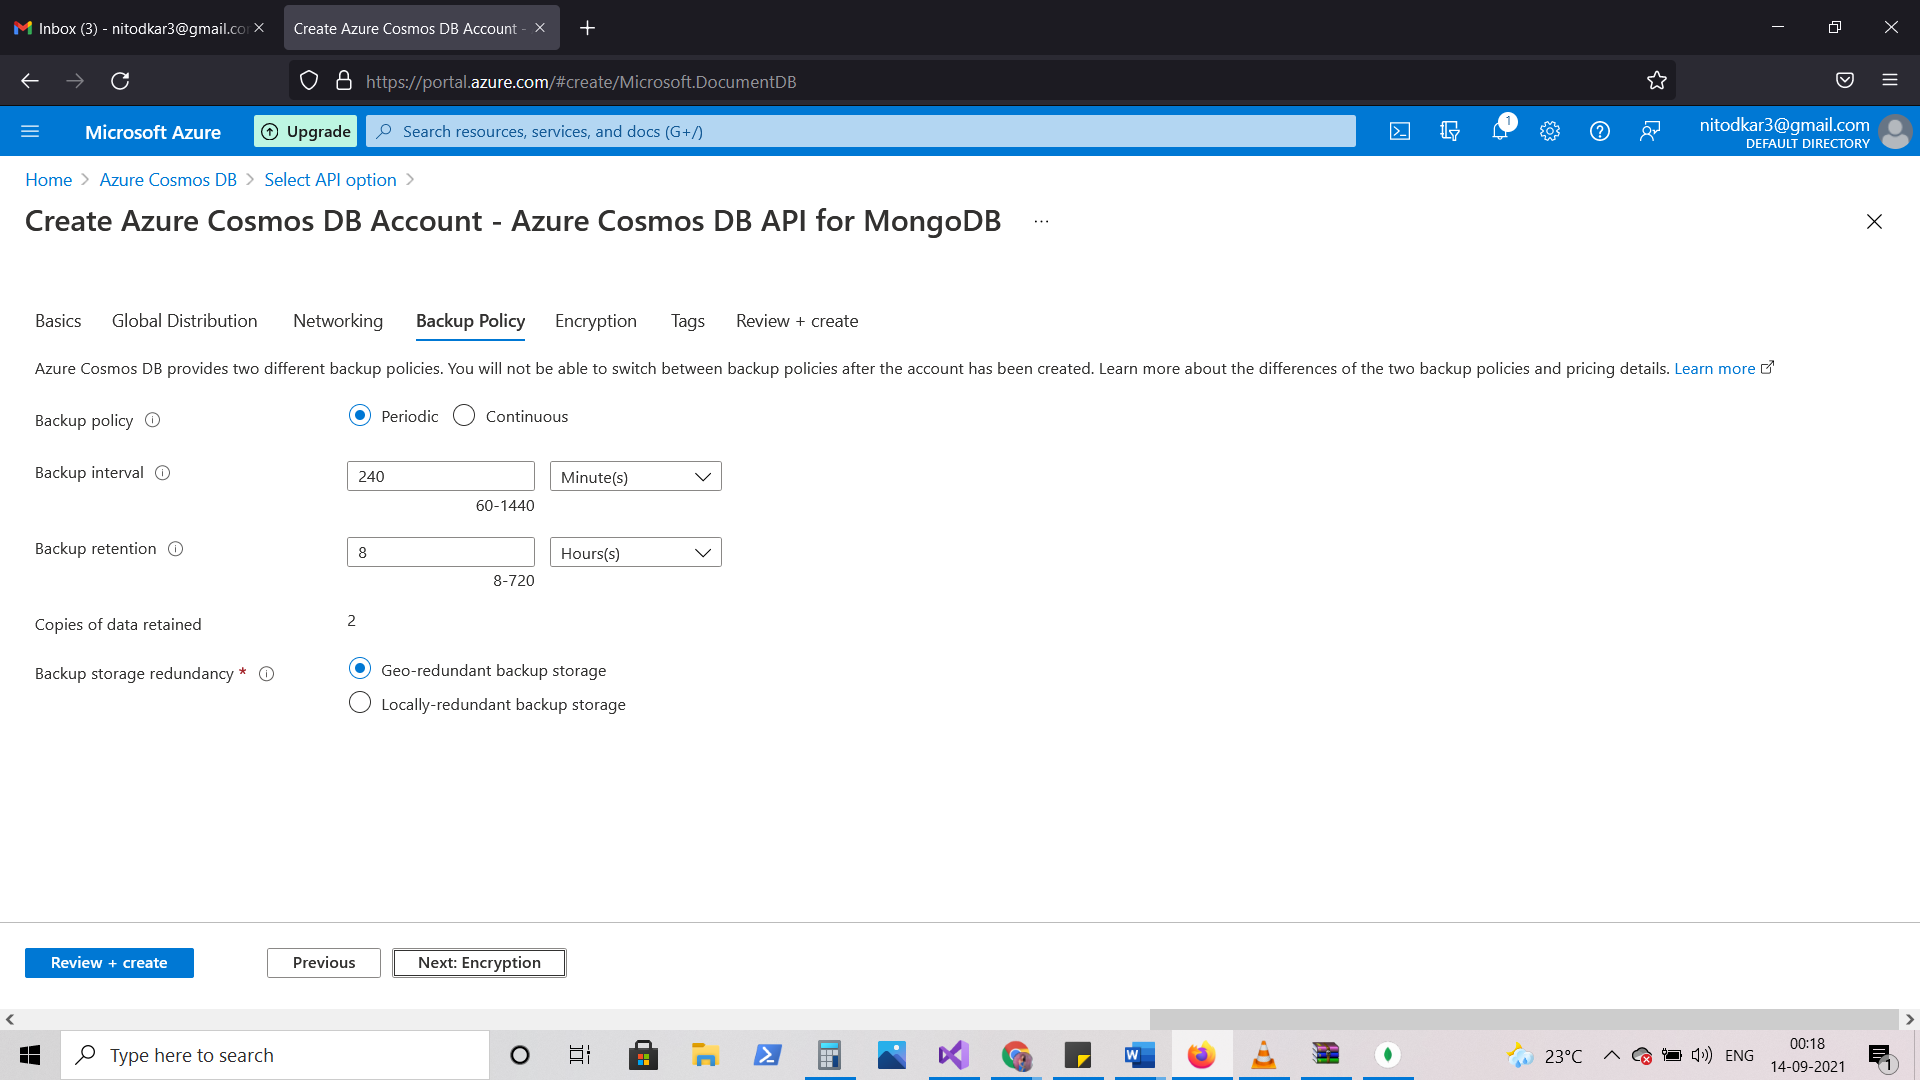 Inbox (3) - nitodkar3@gmail.co
Create Azure Cosmos DB Account -
https://portal.azure.com/#create/Microsoft.DocumentDB
Microsoft Azure
Upgrade
Search resources, services, and docs (G+/)
1
nitodkar3@gmail.com
DEFAULT DIRECTORY
Home > Azure Cosmos DB > Select API option >
Create Azure Cosmos DB Account - Azure Cosmos DB API for MongoDB ...
Basics Global Distribution Networking Backup Policy Encryption Tags Review + create
Azure Cosmos DB provides two different backup policies. You will not be able to switch between backup policies after the account has been created. Learn more about the differences of the two backup policies and pricing details. Learn more
Backup policy
Periodic Continuous
Backup interval
240 Minute(s)
60-1440
Backup retention
8 Hours(s)
8-720
Copies of data retained 2
Backup storage redundancy *
Geo-redundant backup storage
Locally-redundant backup storage
Review + create Previous Next: Encryption
Type here to search
23°C
ENG
00:18
14-09-2021
1